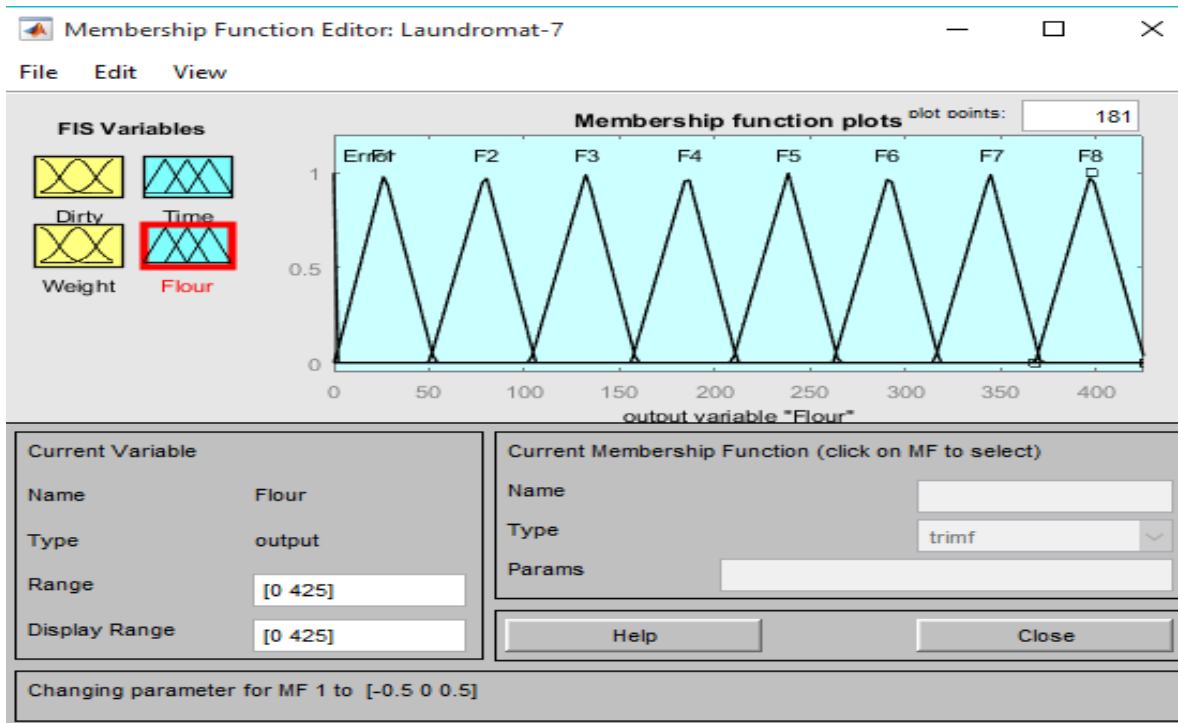 Membership Function Editor: Laundromat-7
File Edit View
FIS Variables
Dirty Time
Weight Flour
Membership function plots plot points: 181
Error F1 F2 F3 F4 F5 F6 F7 F8
1
0.5
0
0 50 100 150 200 250 300 350 400
output variable "Flour"
Current Variable
Name Flour
Type output
Range [0 425]
Display Range [0 425]
Current Membership Function (click on MF to select)
Name
Type trimf
Params
Help Close
Changing parameter for MF 1 to [-0.5 0 0.5]